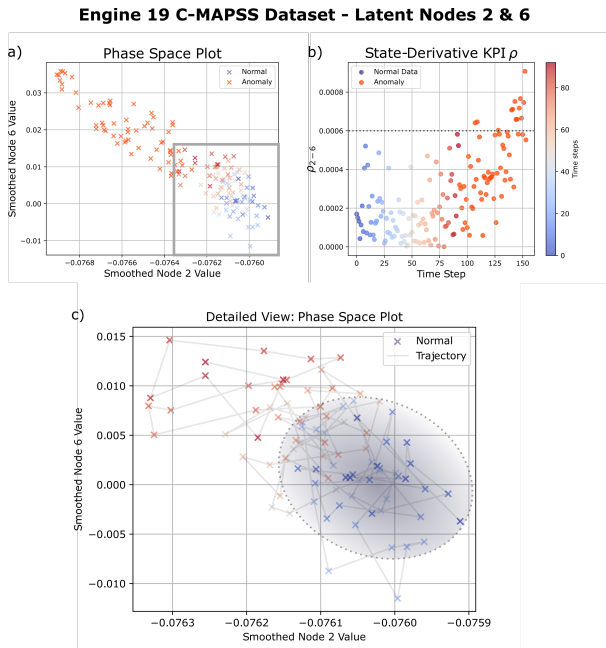 Engine 19 C-MAPSS Dataset - Latent Nodes 2 & 6
a)
Phase Space Plot
Normal
Anomaly
Smoothed Node 6 Value
0.03
0.02
0.01
0.00
−0.01
−0.0768
−0.0766
−0.0764
−0.0762
−0.0760
Smoothed Node 2 Value
b)
State-Derivative KPI ρ
Normal Data
Anomaly
ρ2−6
0.0008
0.0006
0.0004
0.0002
0.0000
0
25
50
75
100
125
150
Time Step
80
60
40
20
0
Time steps
c)
Detailed View: Phase Space Plot
Normal
Trajectory
Smoothed Node 6 Value
0.015
0.010
0.005
0.000
−0.005
−0.010
−0.0763
−0.0762
−0.0761
−0.0760
−0.0759
Smoothed Node 2 Value